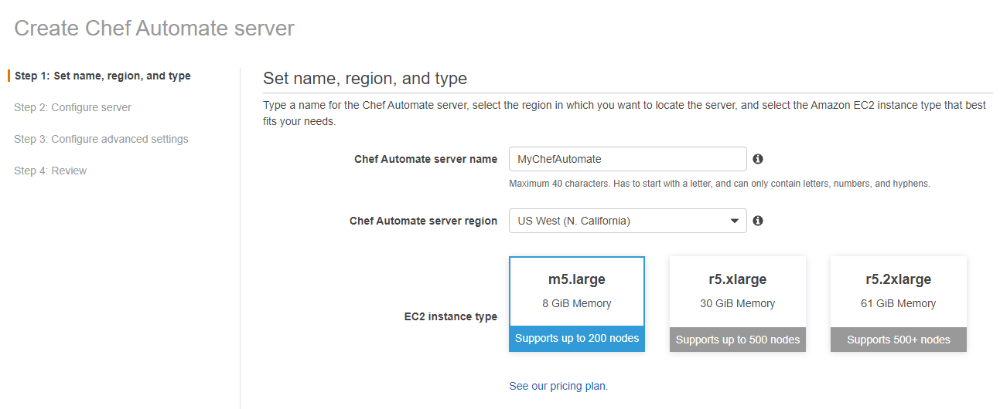 Create Chef Automate server
Step 1: Set name, region, and type
Step 2: Configure server
Step 3: Configure advanced settings
Step 4: Review
Set name, region, and type
Type a name for the Chef Automate server, select the region in which you want to locate the server, and select the Amazon EC2 instance type that best
fits your needs.
Chef Automate server name
MyChefAutomate
Maximum 40 characters. Has to start with a letter, and can only contain letters, numbers, and hyphens.
Chef Automate server region
US West (N. California)
EC2 instance type
m5.large
8 GiB Memory
Supports up to 200 nodes
r5.xlarge
30 GiB Memory
Supports up to 500 nodes
r5.2xlarge
61 GiB Memory
Supports 500+ nodes
See our pricing plan.